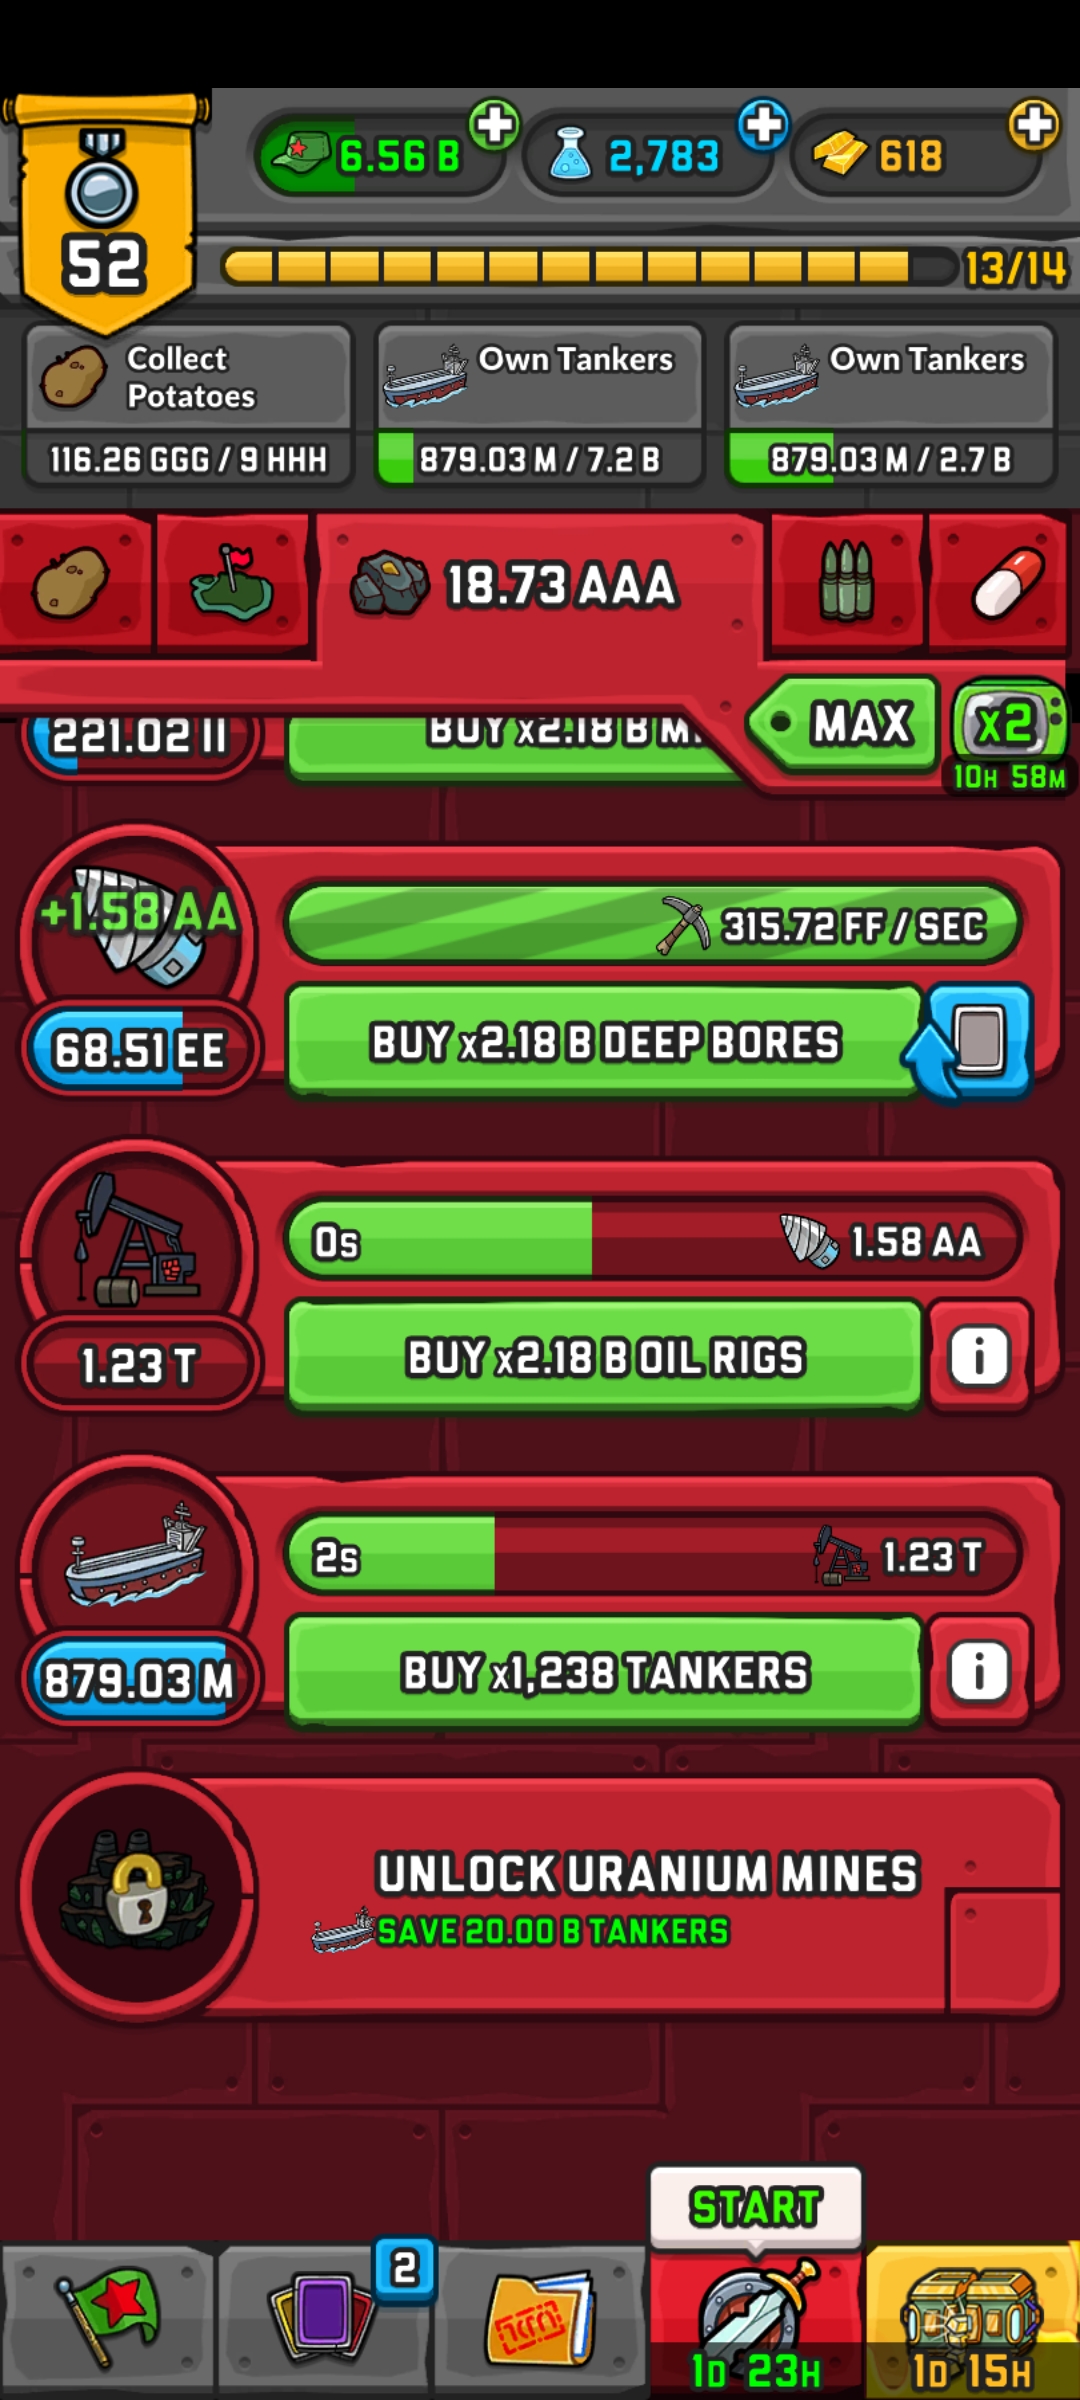 6.56 B
2,783
618
52
13/14
Collect
Potatoes
116.26 GGG / 9 HHH
Own Tankers
879.03 M / 7.2 B
Own Tankers
879.03 M / 2.7 B
18.73 AAA
MAX
x2
10H 58M
221.02 II
BUY x2.18 B M
+1.58 AA
315.72 FF / SEC
68.51 EE
BUY x2.18 B DEEP BORES
0s
1.58 AA
1.23 T
BUY x2.18 B OIL RIGS
i
2s
1.23 T
879.03 M
BUY x1,238 TANKERS
i
UNLOCK URANIUM MINES
SAVE 20.00 B TANKERS
START
2
1D 23H
1D 15H